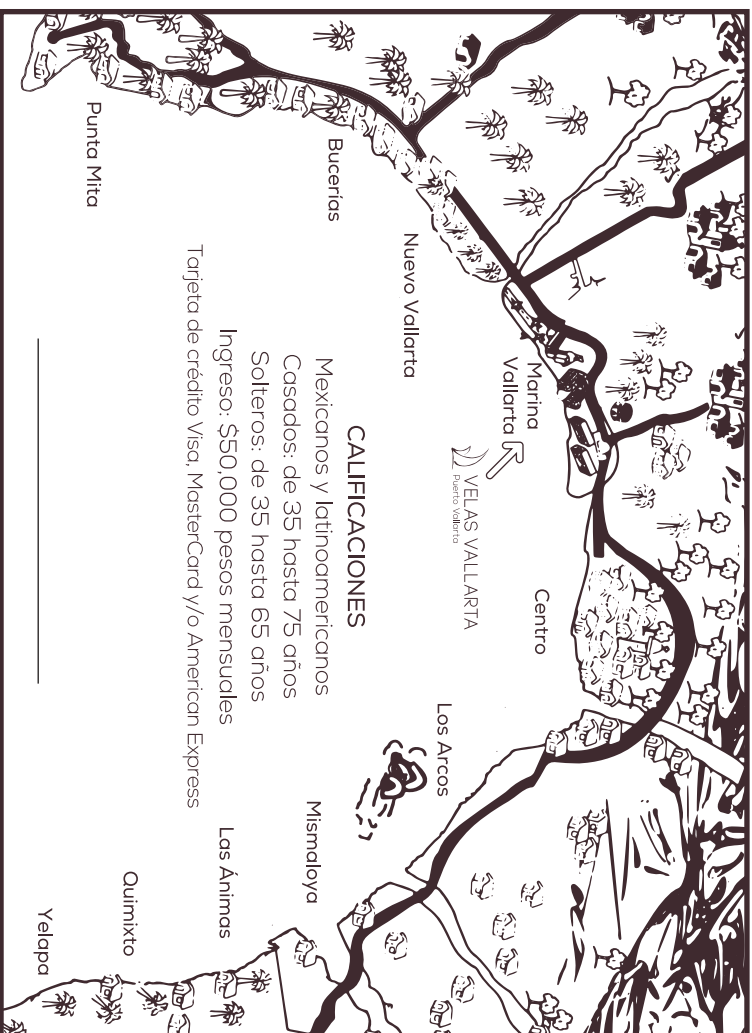 Punta Mita
Bucerias
Nuevo Vallarta
Marina
Vallarta
VELAS VALLARTA
Puerto Vallarta
Centro
Los Arcos
Mismaloya
Las Ánimas
Quimixto
Yelapa
CALIFICACIONES
Mexicanos y latinoamericanos
Casados: de 35 hasta 75 años
Solteros: de 35 hasta 65 años
Ingreso: $50,000 pesos mensuales
Tarjeta de crédito Visa, MasterCard y/o American Express